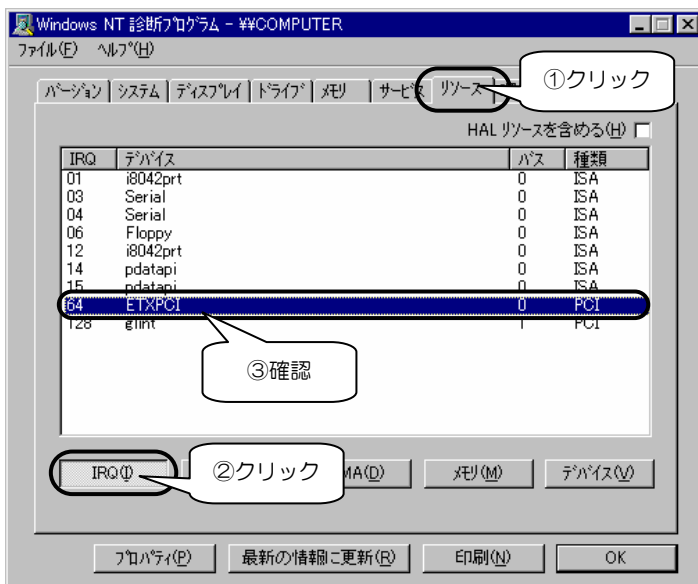 Windows NT 診断ﾌﾟﾛｸﾞﾗﾑ - ¥¥COMPUTER
ﾌｧｲﾙ(F) ﾍﾙﾌﾟ(H)
ﾊﾞｰｼﾞｮﾝ ｼｽﾃﾑ ﾃﾞｨｽﾌﾟﾚｲ ﾄﾞﾗｲﾌﾞ ﾒﾓﾘ ｻｰﾋﾞｽ ﾘｿｰｽ
①クリック
HAL ﾘｿｰｽを含める(H)
IRQ ﾃﾞﾊﾞｲｽ ﾊﾞｽ 種類
01 i8042prt 0 ISA
03 Serial 0 ISA
04 Serial 0 ISA
06 Floppy 0 ISA
12 i8042prt 0 ISA
14 pdatapi 0 ISA
15 pdatapi 0 ISA
64 ETXPCI 0 PCI
128 glint 1 PCI
③確認
IRQ(I) ②クリック MA(D) ﾒﾓﾘ(M) ﾃﾞﾊﾞｲｽ(V)
ﾌﾟﾛﾊﾟﾃｨ(P) 最新の情報に更新(R) 印刷(N) OK